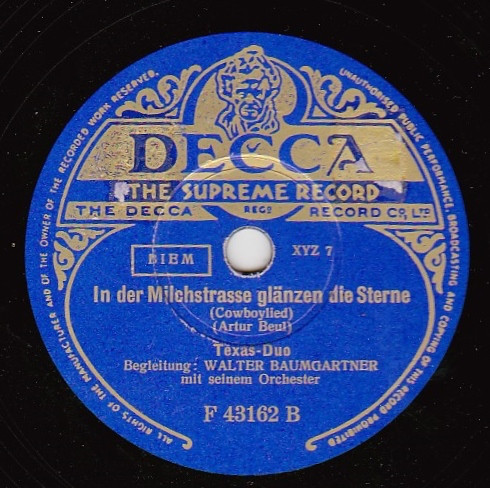 ALL RIGHTS OF THE MANUFACTURER AND OF THE OWNER OF THE RECORDED WORK RESERVED.
UNAUTHORISED PUBLIC PERFORMANCE, BROADCASTING AND COPYING OF THIS RECORD PROHIBITED
DECCA
THE SUPREME RECORD
THE DECCA REGD RECORD CO, LTD
BIEM XYZ 7
In der Milchstrasse glänzen die Sterne
(Cowboylied)
(Artur Beul)
Texas-Duo
Begleitung: WALTER BAUMGARTNER
mit seinem Orchester
F 43162 B